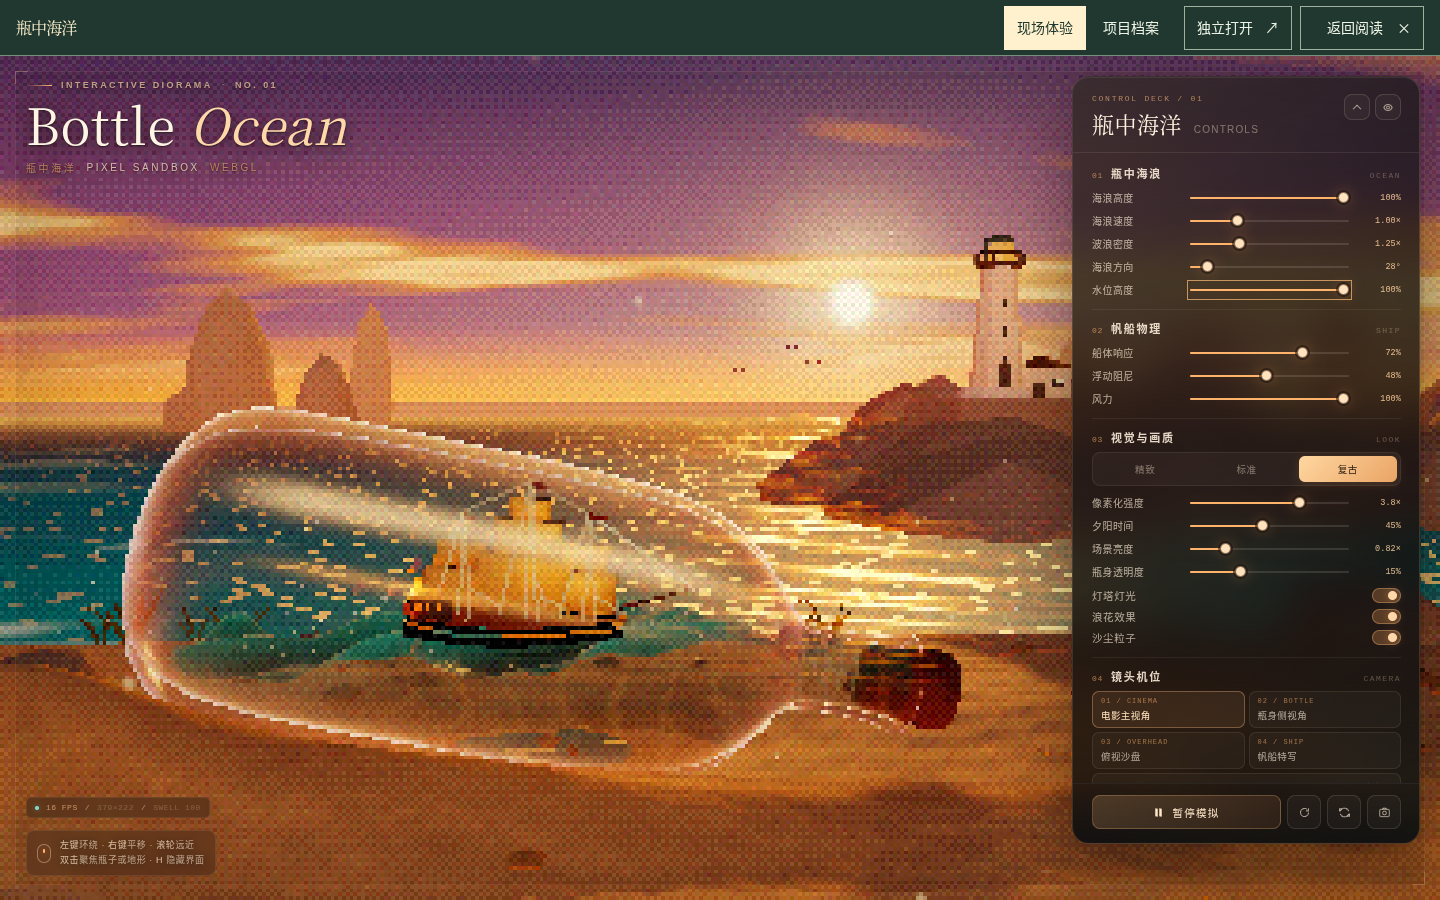 瓶中海洋
现场体验
项目档案
独立打开 ↗
返回阅读 ×
INTERACTIVE DIORAMA · NO. 01
Bottle Ocean
瓶中海洋 PIXEL SANDBOX WEBGL
CONTROL DECK / 01
瓶中海洋 CONTROLS
01 瓶中海浪 OCEAN
海浪高度 100%
海浪速度 1.00×
波浪密度 1.25×
海浪方向 28°
水位高度 100%
02 帆船物理 SHIP
船体响应 72%
浮动阻尼 48%
风力 100%
03 视觉与画质 LOOK
精致 标准 复古
像素化强度 3.8×
夕阳时间 45%
场景亮度 0.82×
瓶身透明度 15%
灯塔灯光
浪花效果
沙尘粒子
04 镜头机位 CAMERA
01 / CINEMA
电影主视角
02 / BOTTLE
瓶身侧视角
03 / OVERHEAD
俯视沙盘
04 / SHIP
帆船特写
暂停模拟
16 FPS / 379×222 / SWELL 100
左键环绕 · 右键平移 · 滚轮远近
双击聚焦瓶子或地形 · H 隐藏界面